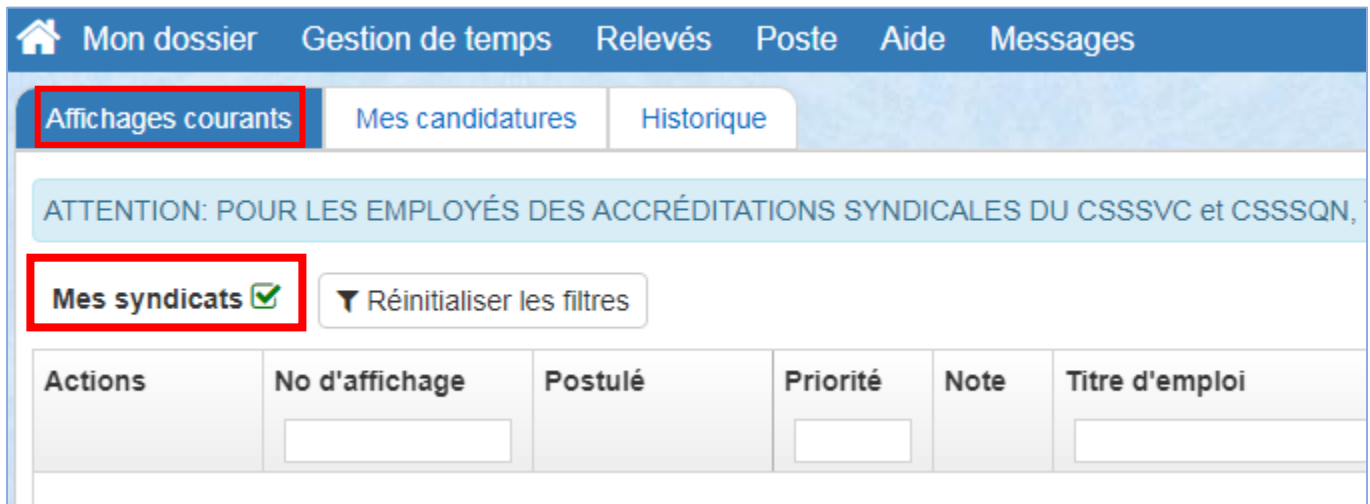 Mon dossier Gestion de temps Relevés Poste Aide Messages
Affichages courants Mes candidatures Historique
ATTENTION: POUR LES EMPLOYÉS DES ACCRÉDITATIONS SYNDICALES DU CSSSVC et CSSSQN,
Mes syndicats Réinitialiser les filtres
Actions No d'affichage Postulé Priorité Note Titre d'emploi